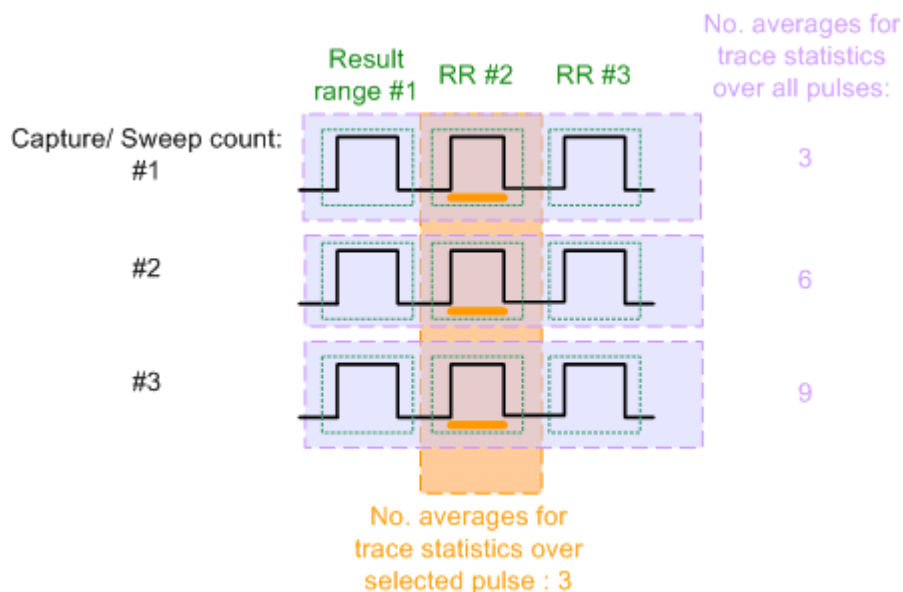 No. averages for
trace statistics
over all pulses:
Result
range #1
RR #2
RR #3
Capture/ Sweep count:
#1
3
#2
6
#3
9
No. averages for
trace statistics over
selected pulse : 3